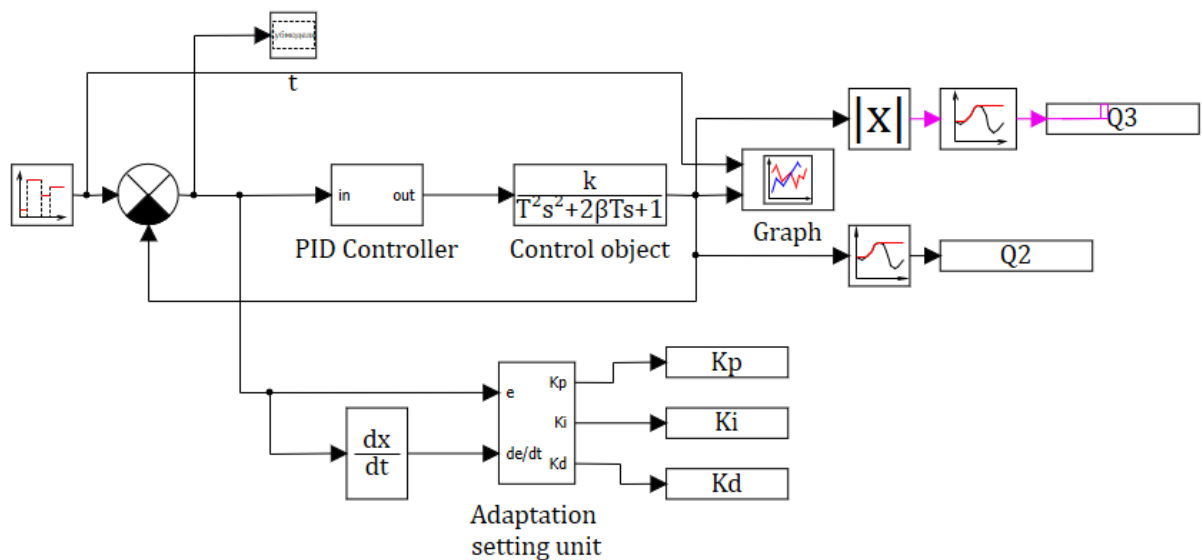 t
|X|
Q3
in out
PID Controller
k
T²s²+2βTs+1
Control object
Graph
Q2
e
de/dt
Kp
Ki
Kd
dx
dt
Adaptation
setting unit
Kp
Ki
Kd